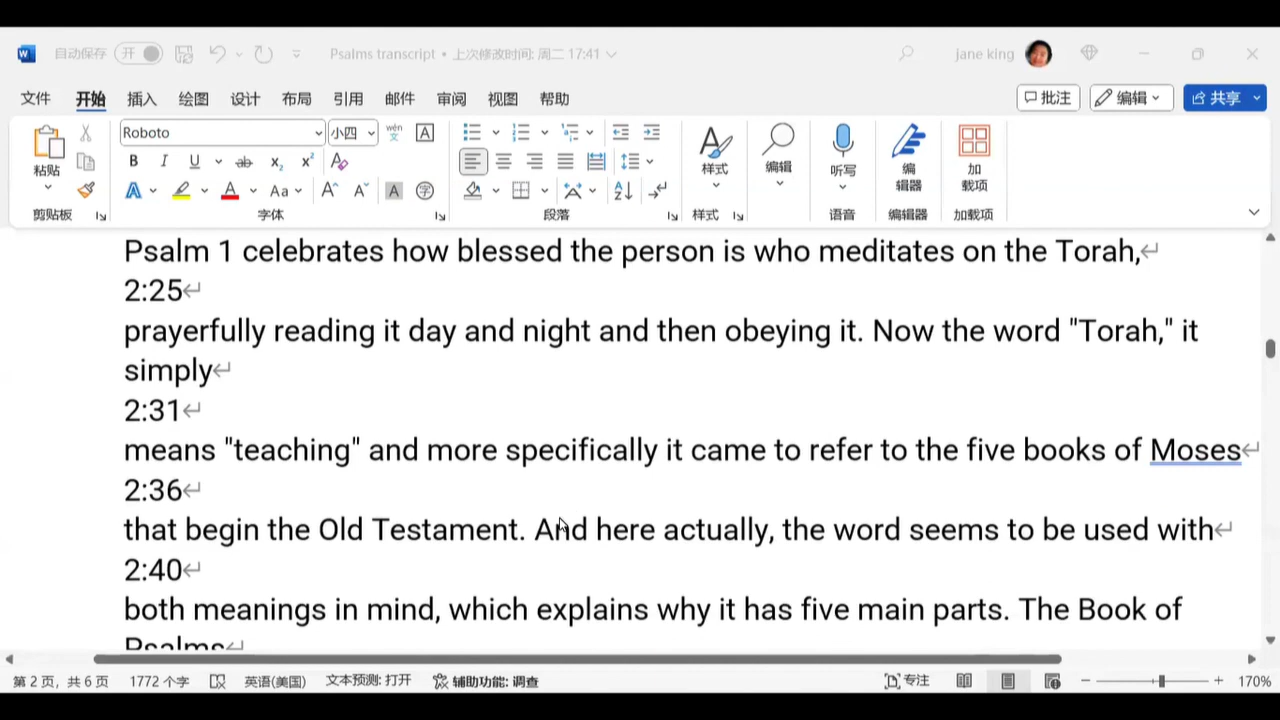 自动保存 开 Psalms transcript • 上次修改时间: 周二 17:41 jane king
文件 开始 插入 绘图 设计 布局 引用 邮件 审阅 视图 帮助 批注 编辑 共享
Roboto 小四 wén 文 A
粘贴 B I U ab x₂ x² A 样式 编辑 听写 编辑器 加载项
A A Aa A A A 字 A Z
剪贴板 字体 段落 样式 语音 编辑器 加载项
Psalm 1 celebrates how blessed the person is who meditates on the Torah,
2:25
prayerfully reading it day and night and then obeying it. Now the word "Torah," it
simply
2:31
means "teaching" and more specifically it came to refer to the five books of Moses
2:36
that begin the Old Testament. And here actually, the word seems to be used with
2:40
both meanings in mind, which explains why it has five main parts. The Book of
Psalms
第 2 页，共 6 页 1772 个字 英语(美国) 文本预测: 打开 辅助功能: 调查 专注 170%